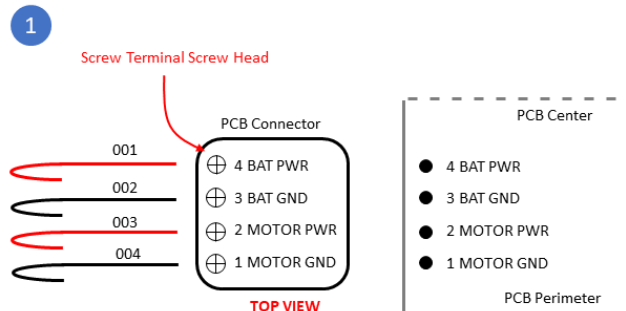 1
Screw Terminal Screw Head
PCB Connector
PCB Center
001
4 BAT PWR
4 BAT PWR
002
3 BAT GND
3 BAT GND
003
2 MOTOR PWR
2 MOTOR PWR
004
1 MOTOR GND
1 MOTOR GND
TOP VIEW
PCB Perimeter